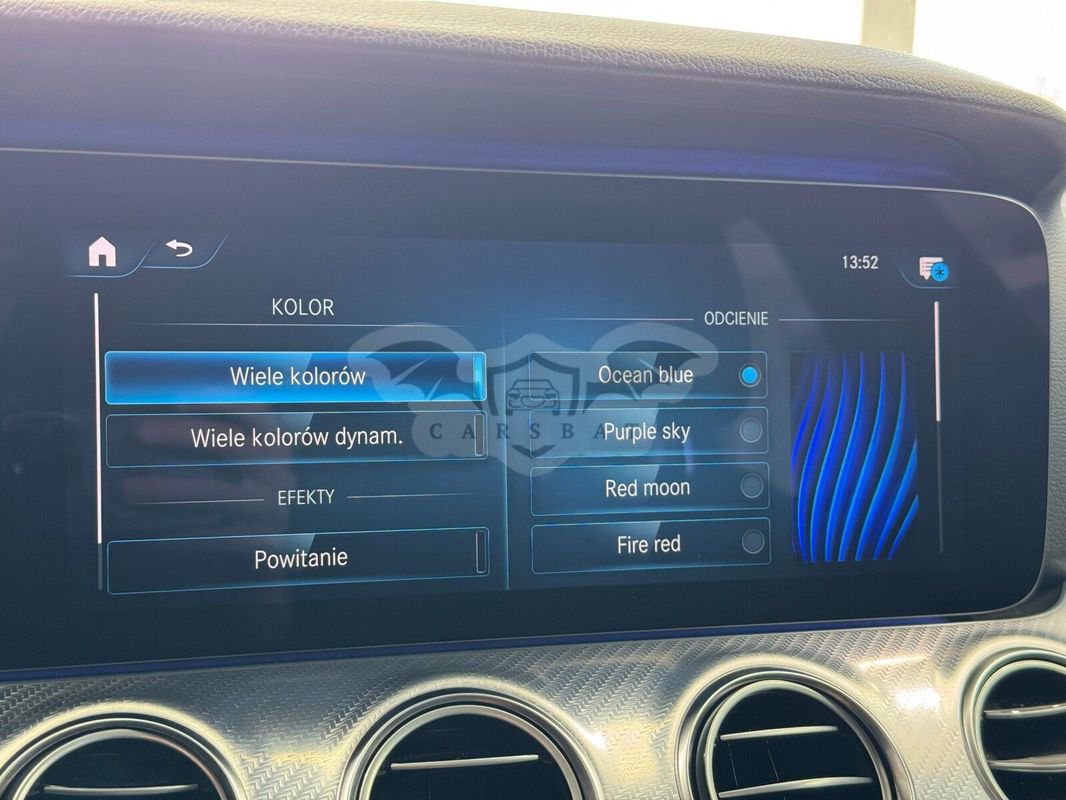 13:52
KOLOR
Wiele kolorów
Wiele kolorów dynam.
EFEKTY
Powitanie
ODCIENIE
Ocean blue
Purple sky
Red moon
Fire red